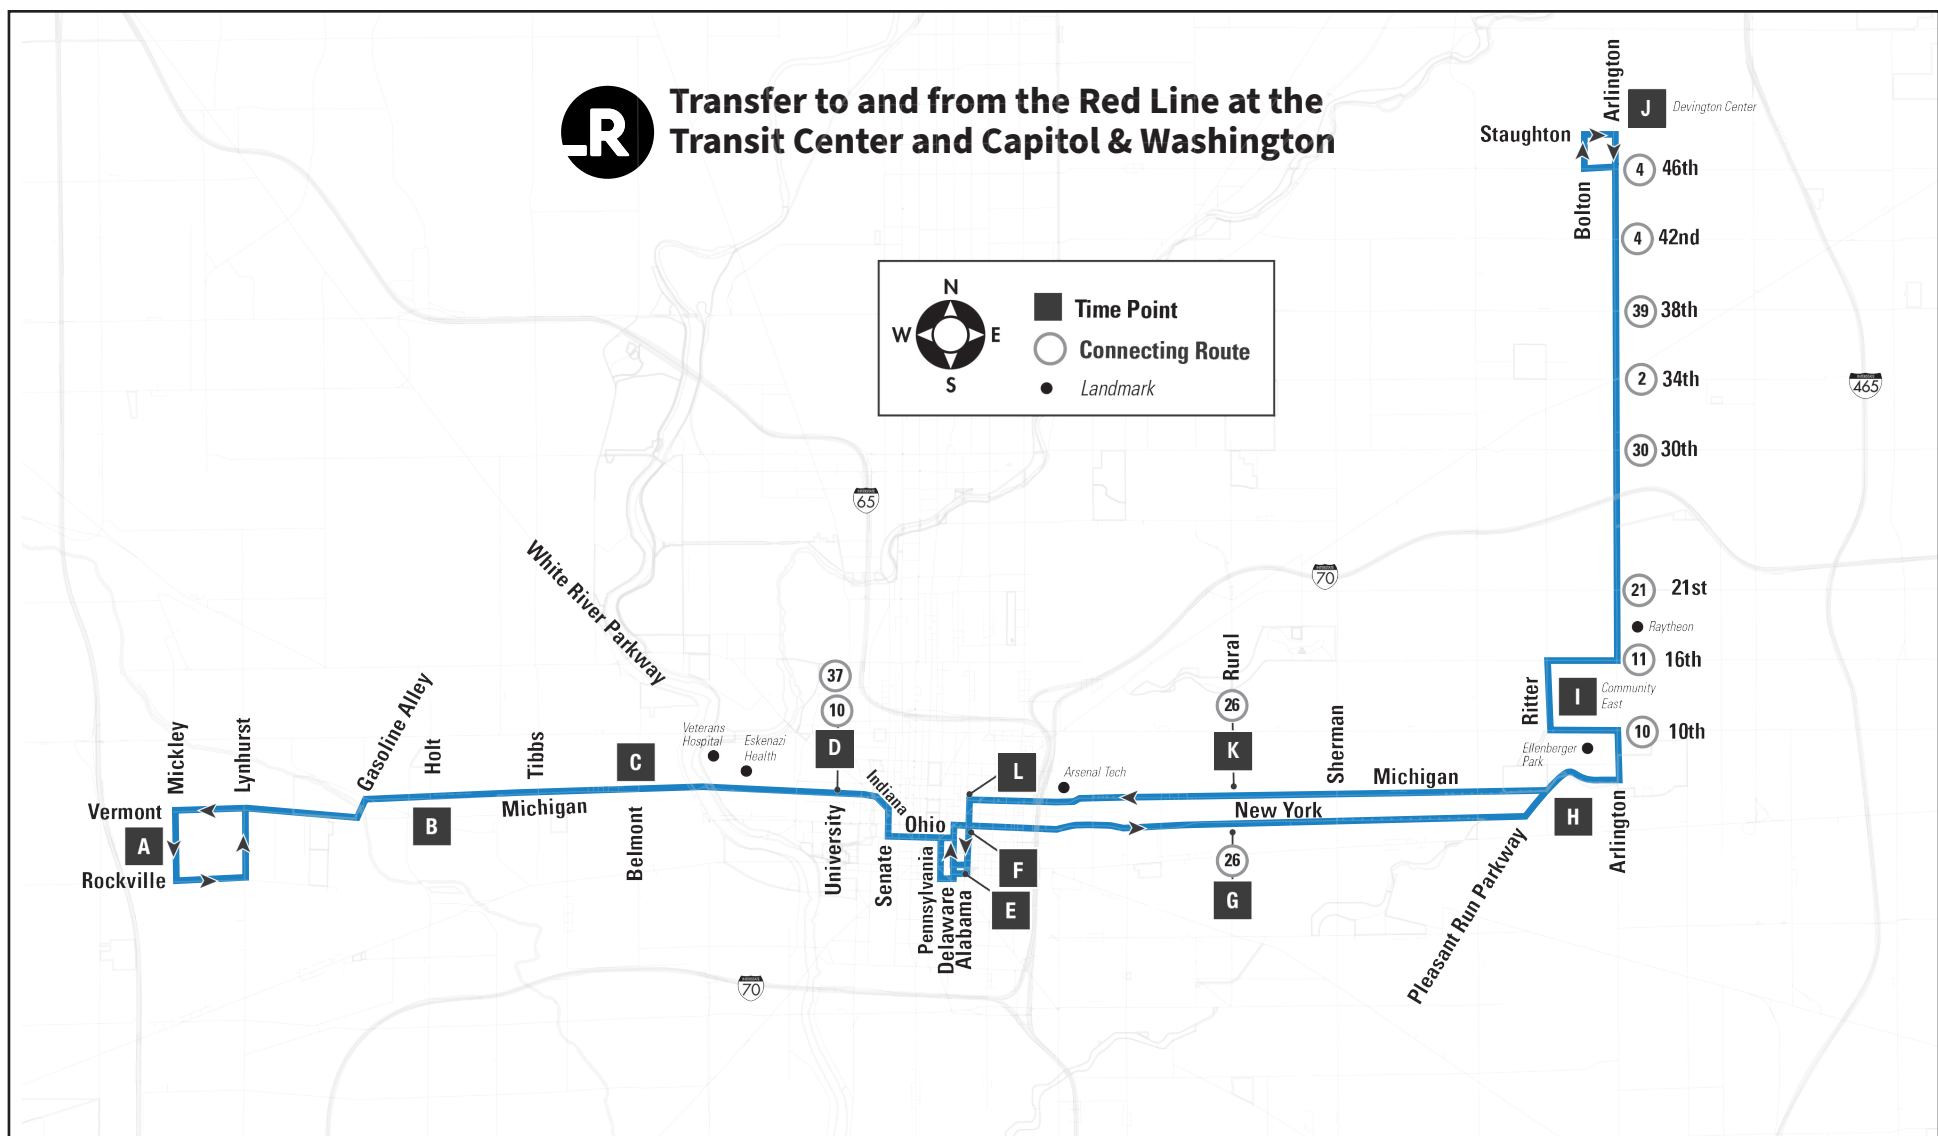 R
Transfer to and from the Red Line at the
Transit Center and Capitol & Washington
N
W
E
S
Time Point
Connecting Route
Landmark
Arlington
J
Devington Center
Staughton
Bolton
4 46th
4 42nd
39 38th
2 34th
30 30th
21 21st
Raytheon
11 16th
Ritter
I
Community
East
10 10th
Ellenberger
Park
H
Arlington
Pleasant Run Parkway
INTERSTATE
465
INTERSTATE
65
INTERSTATE
70
INTERSTATE
70
White River Parkway
Mickley
Lynhurst
Gasoline Alley
Holt
Tibbs
C
Veterans
Hospital
Eskenazi
Health
37
10
D
Vermont
A
Rockville
B
Michigan
Belmont
University
Indiana
Senate
Ohio
Pennsylvania
Delaware
Alabama
L
F
E
Arsenal Tech
Rural
26
K
Sherman
Michigan
New York
26
G